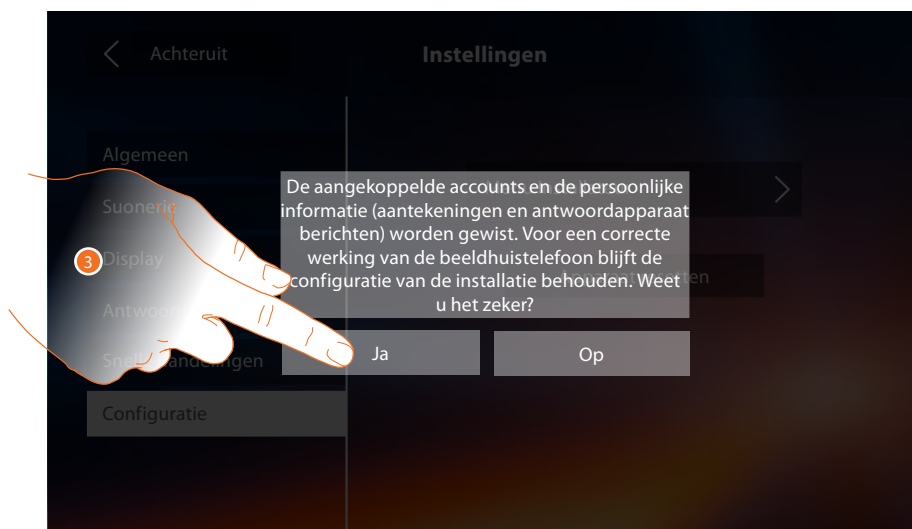 Achteruit
Instellingen
Algemeen
Suonerie
Display
Configuratie
De aangekoppelde accounts en de persoonlijke
informatie (aantekeningen en antwoordapparaat
berichten) worden gewist. Voor een correcte
werking van de beeldhuistelefoon blijft de
configuratie van de installatie behouden. Weet
u het zeker?
Ja
Op
3